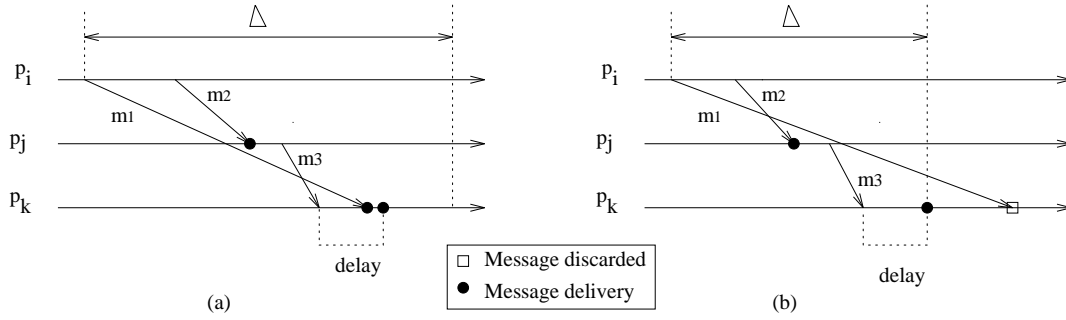 Δ Δ
p_i p_i
m2 m2
m1 m1
p_j p_j
m3 m3
p_k p_k
delay delay
□ Message discarded
● Message delivery
(a) (b)